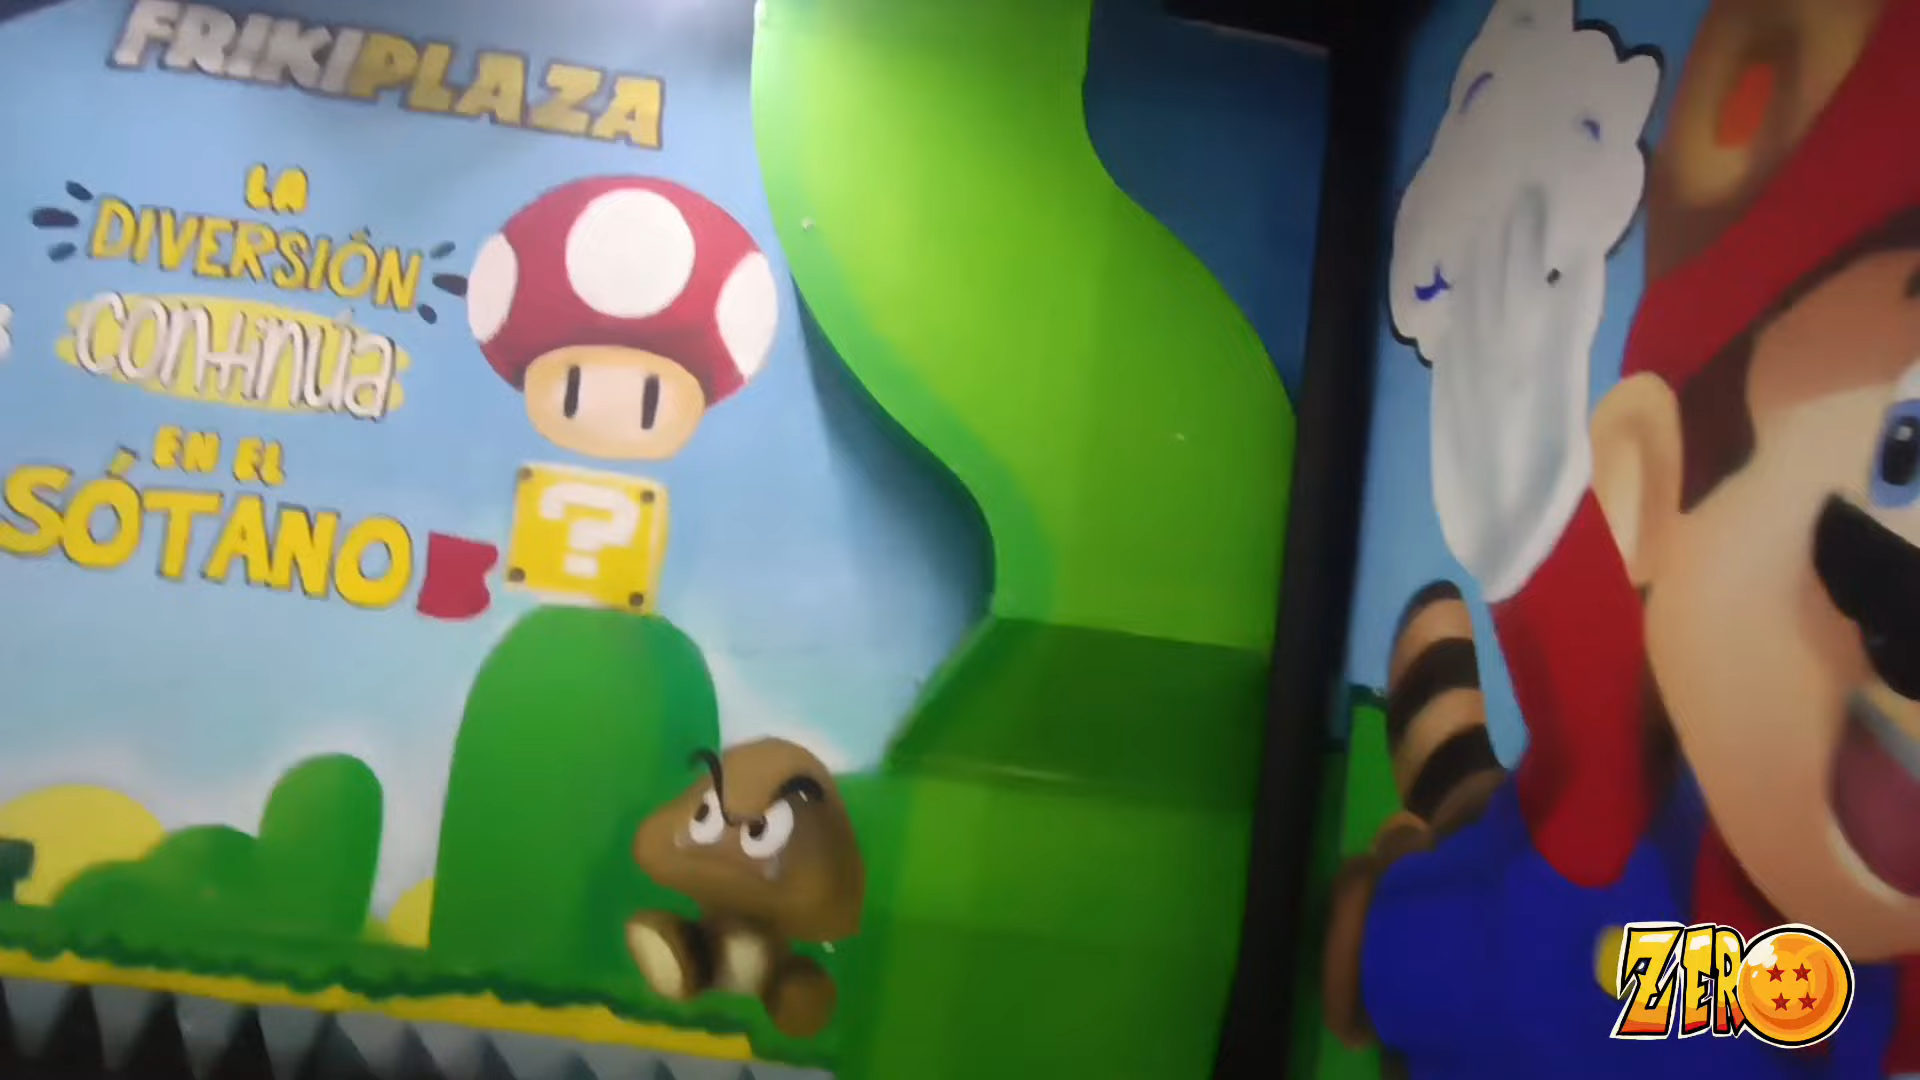 FRIKIPLAZA
LA
DIVERSIÓN
continúa
EN EL
SÓTANO
?
ZERO